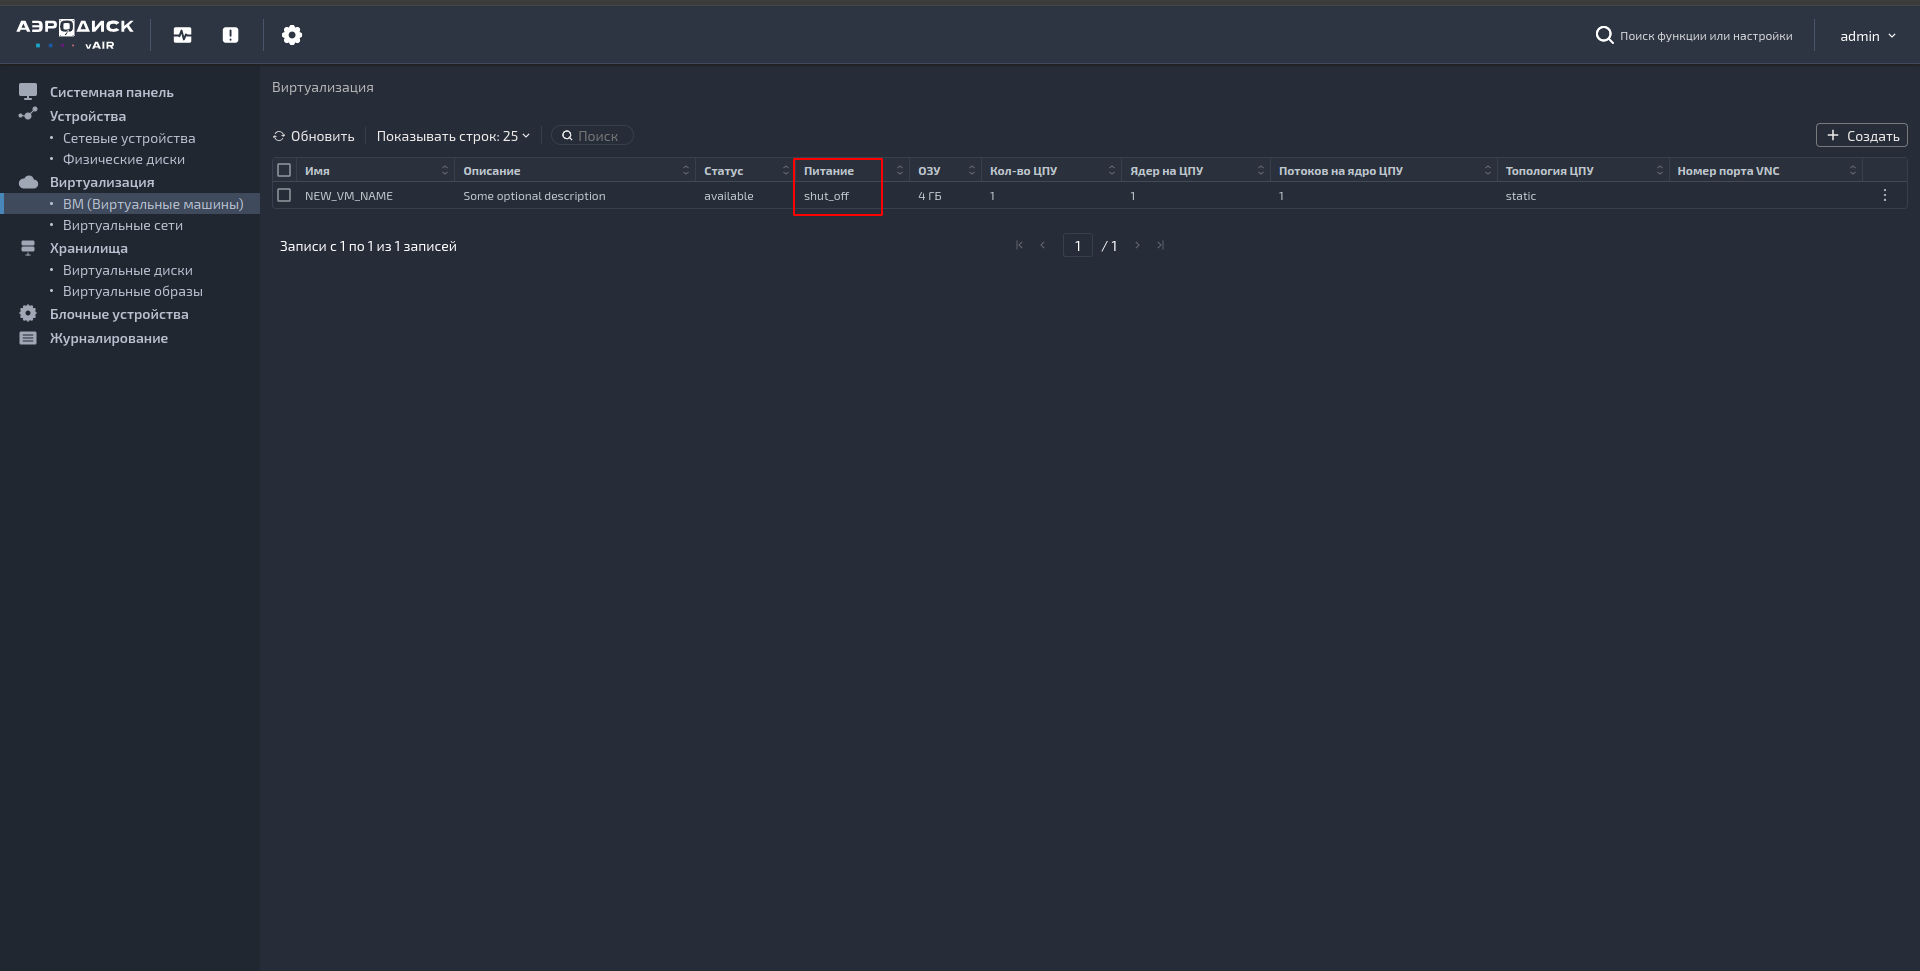 АЭРОДИСК
vAIR
Поиск функции или настройки
admin
Системная панель
Устройства
Сетевые устройства
Физические диски
Виртуализация
ВМ (Виртуальные машины)
Виртуальные сети
Хранилища
Виртуальные диски
Виртуальные образы
Блочные устройства
Журналирование
Виртуализация
Обновить Показывать строк: 25 Поиск Создать
Имя Описание Статус Питание ОЗУ Кол-во ЦПУ Ядер на ЦПУ Потоков на ядро ЦПУ Топология ЦПУ Номер порта VNC
NEW_VM_NAME Some optional description available shut_off 4 ГБ 1 1 1 static
Записи с 1 по 1 из 1 записей 1 / 1